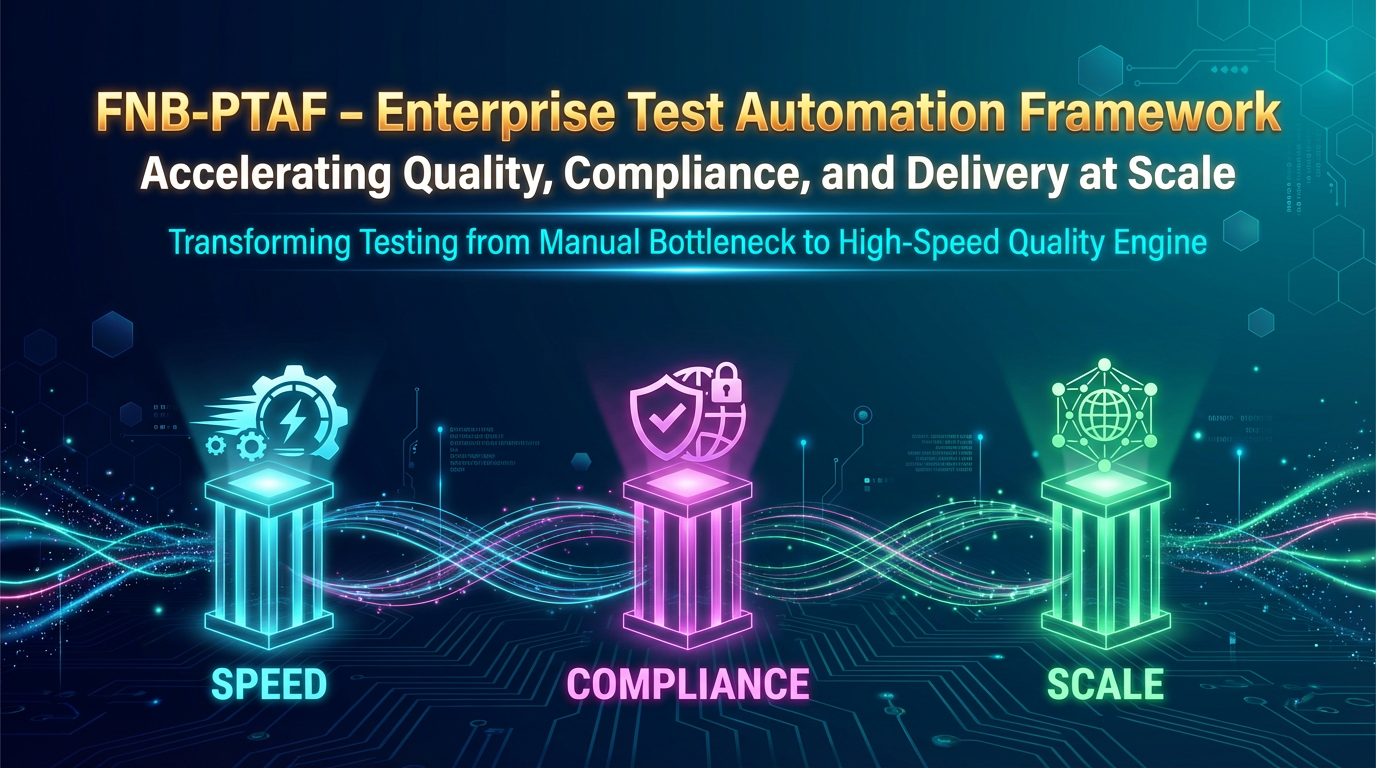 FNB-PTAF – Enterprise Test Automation Framework
Accelerating Quality, Compliance, and Delivery at Scale
Transforming Testing from Manual Bottleneck to High-Speed Quality Engine
SPEED
COMPLIANCE
SCALE